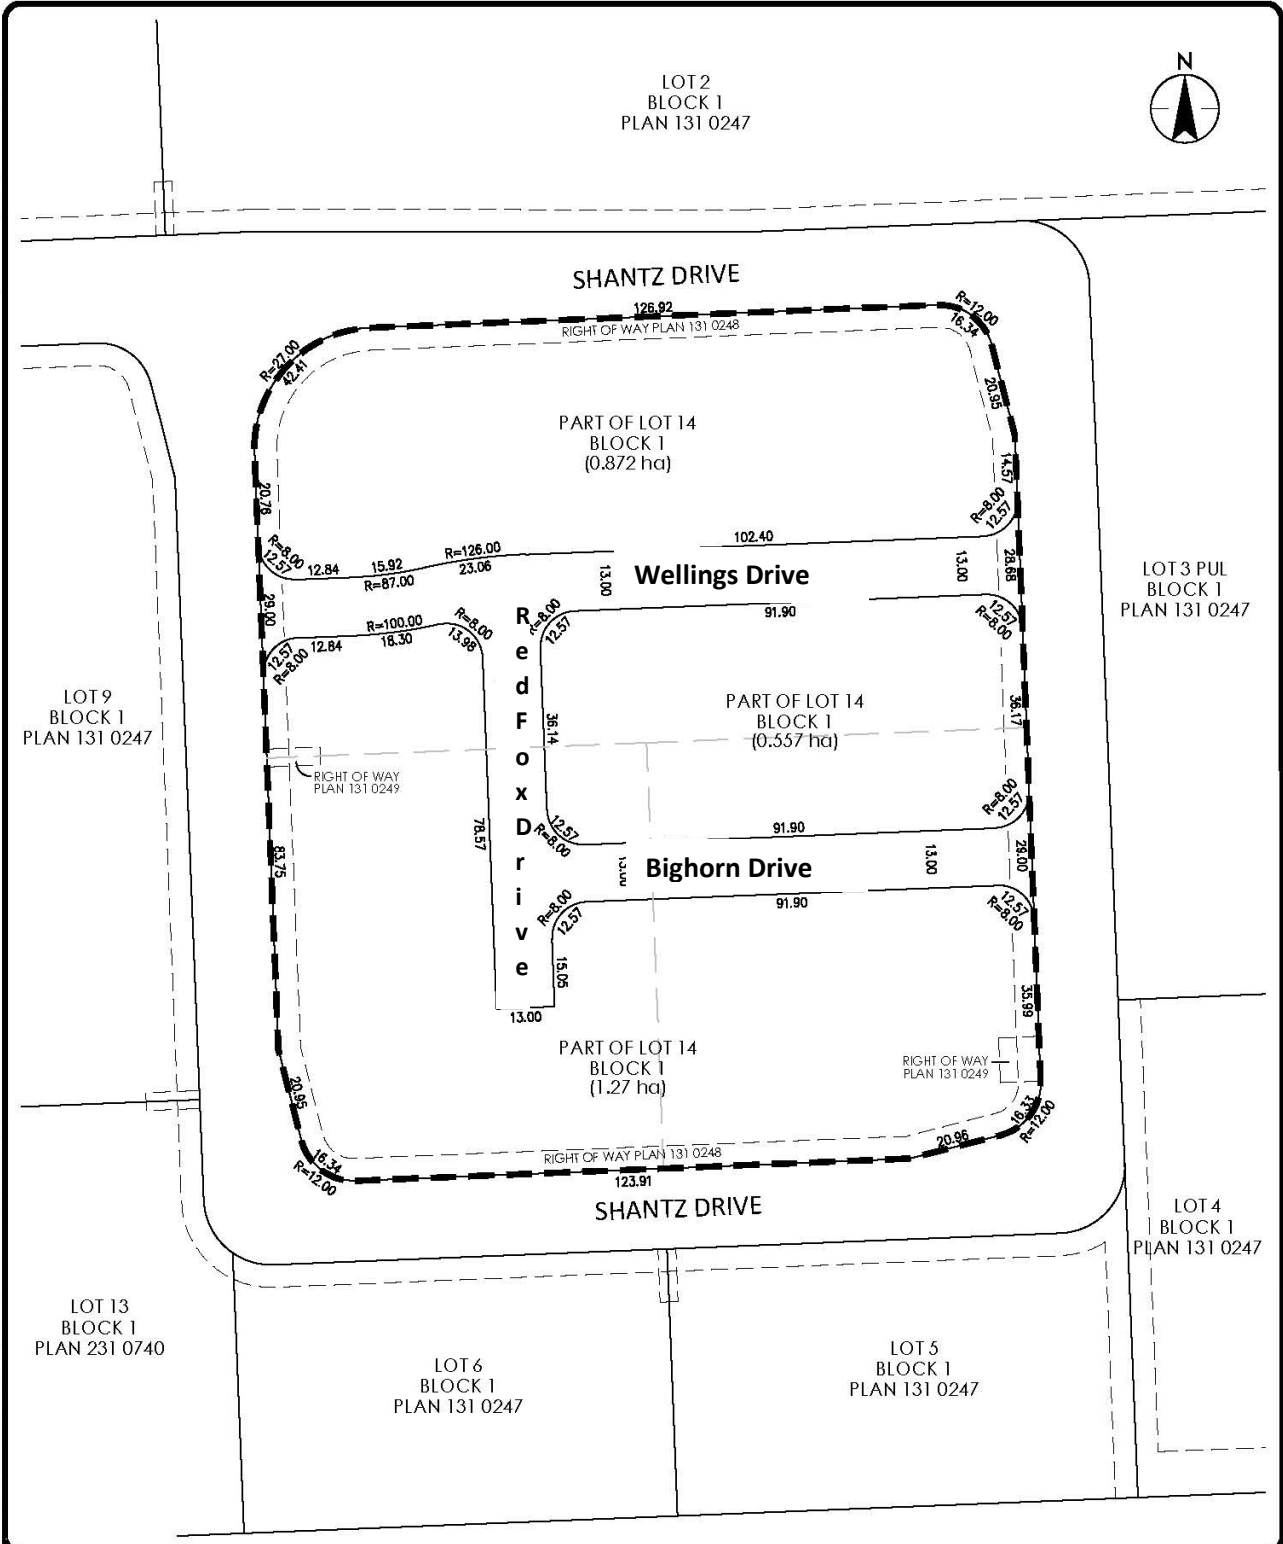 N
LOT 2
BLOCK 1
PLAN 131 0247
SHANTZ DRIVE
126.92
RIGHT OF WAY PLAN 131 0248
R=12.00
16.34
R=27.00
42.41
20.95
PART OF LOT 14
BLOCK 1
(0.872 ha)
14.57
20.76
R=8.00
12.57
102.40
R=8.00
12.57
12.84
15.92
R=87.00
R=126.00
23.06
13.00
Wellings Drive
13.00
28.68
LOT 3 PUL
BLOCK 1
PLAN 131 0247
29.00
R=8.00
12.57
91.90
12.57
R=8.00
12.57
R=8.00
12.84
R=100.00
18.30
R=8.00
13.98
Red Fox Drive
LOT 9
BLOCK 1
PLAN 131 0247
PART OF LOT 14
BLOCK 1
(0.557 ha)
36.14
36.17
RIGHT OF WAY
PLAN 131 0249
78.57
12.57
R=8.00
91.90
R=8.00
12.57
83.75
13.00
Bighorn Drive
13.00
29.00
R=8.00
12.57
91.90
12.57
R=8.00
15.05
35.99
13.00
PART OF LOT 14
BLOCK 1
(1.27 ha)
RIGHT OF WAY
PLAN 131 0249
20.95
16.33
R=12.00
20.96
16.34
R=12.00
RIGHT OF WAY PLAN 131 0248
123.91
SHANTZ DRIVE
LOT 4
BLOCK 1
PLAN 131 0247
LOT 13
BLOCK 1
PLAN 231 0740
LOT 6
BLOCK 1
PLAN 131 0247
LOT 5
BLOCK 1
PLAN 131 0247